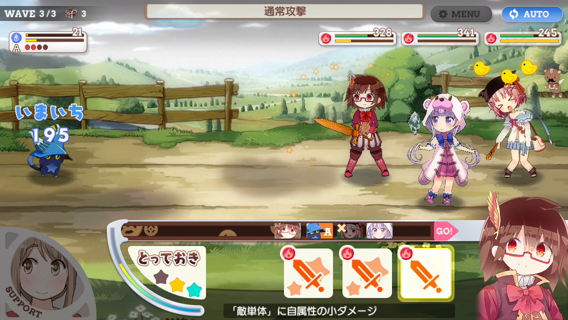 WAVE 3/3 3
通常攻撃
MENU
AUTO
21
A
328
341
245
いまいち
195
GO!
とっておき
SUPPORT
「敵単体」に自属性の小ダメージ